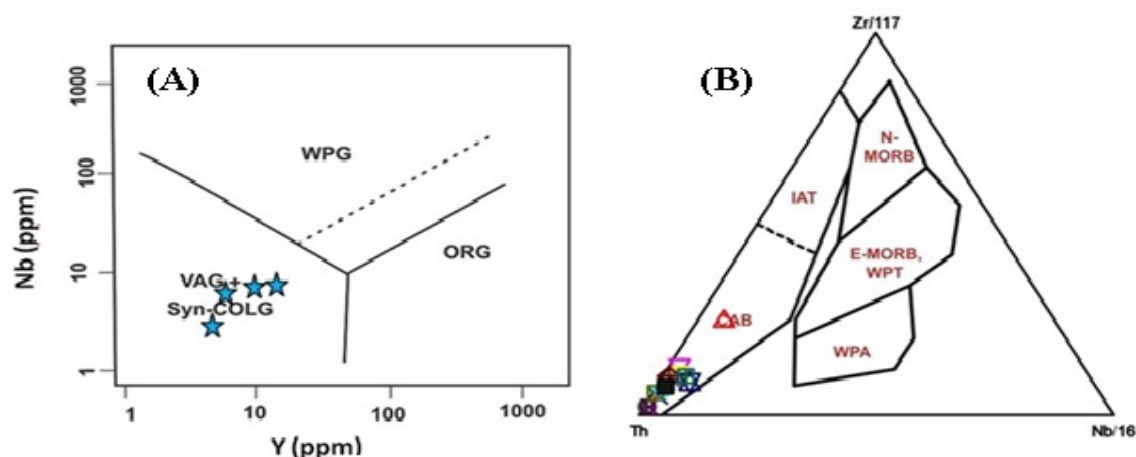 (A)
1000
100
10
1
Nb (ppm)
WPG
ORG
VAG +
Syn-COLG
1
10
100
1000
Y (ppm)
(B)
Zr/117
N-
MORB
IAT
E-MORB,
WPT
CAB
WPA
Th
Nb/16